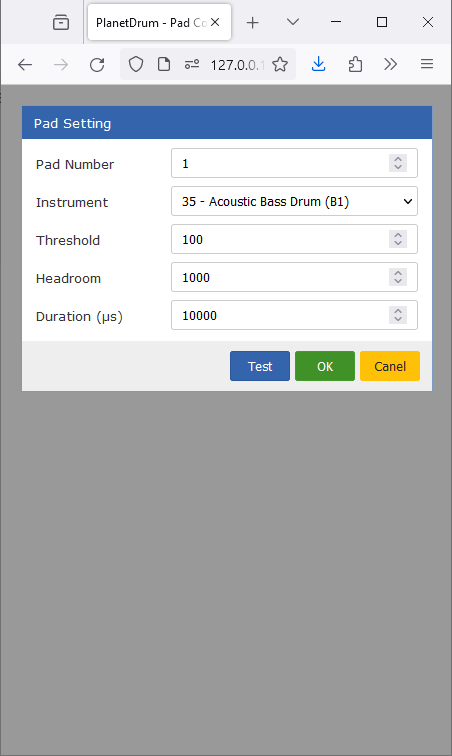 PlanetDrum - Pad Co
127.0.0.1
Pad Setting
Pad Number 1
Instrument 35 - Acoustic Bass Drum (B1)
Threshold 100
Headroom 1000
Duration (µs) 10000
Test OK Canel